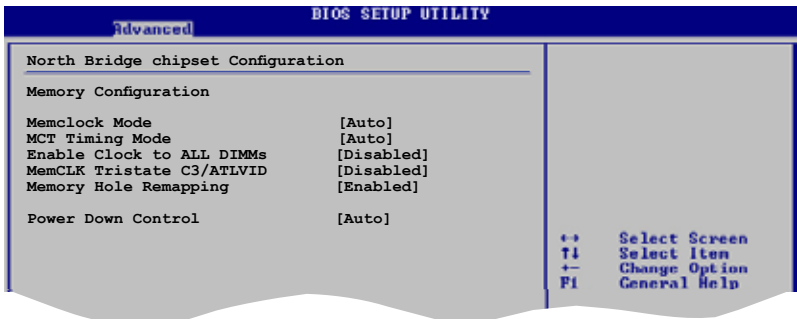 BIOS SETUP UTILITY
Advanced
North Bridge chipset Configuration
Memory Configuration
Memclock Mode [Auto]
MCT Timing Mode [Auto]
Enable Clock to ALL DIMMs [Disabled]
MemCLK Tristate C3/ATLVID [Disabled]
Memory Hole Remapping [Enabled]
Power Down Control [Auto]
←→ Select Screen
↑↓ Select Item
+- Change Option
F1 General Help